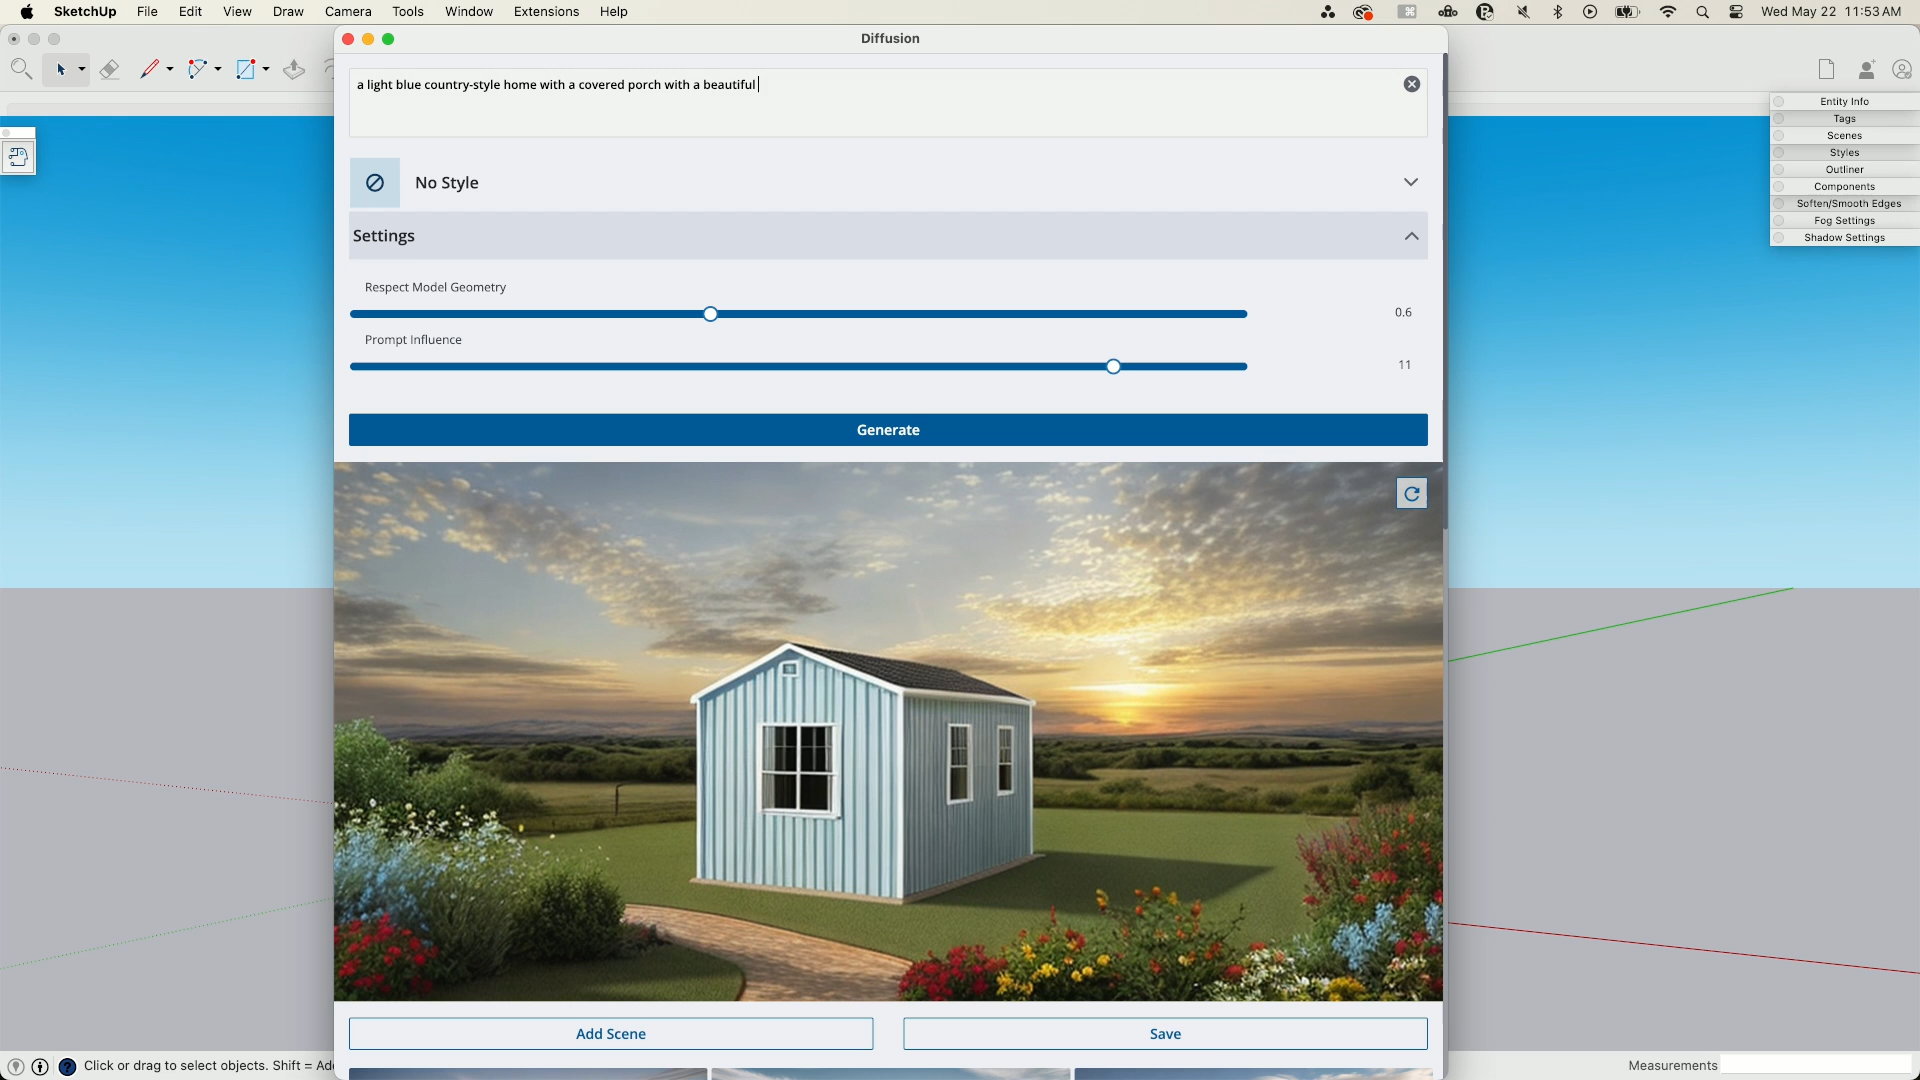 SketchUp File Edit View Draw Camera Tools Window Extensions Help
Wed May 22 11:53 AM
Diffusion
a light blue country-style home with a covered porch with a beautiful
No Style
Settings
Respect Model Geometry
0.6
Prompt Influence
11
Generate
Add Scene
Save
Entity Info
Tags
Scenes
Styles
Outliner
Components
Soften/Smooth Edges
Fog Settings
Shadow Settings
Click or drag to select objects. Shift =
Measurements